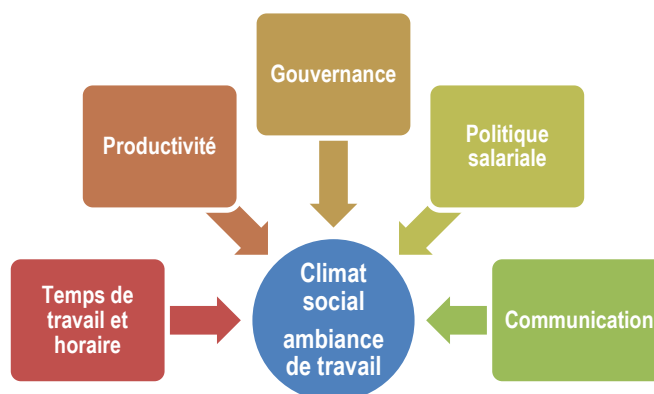 Gouvernance
Productivité
Politique
salariale
Temps de
travail et
horaire
Climat
social
ambiance
de travail
Communication